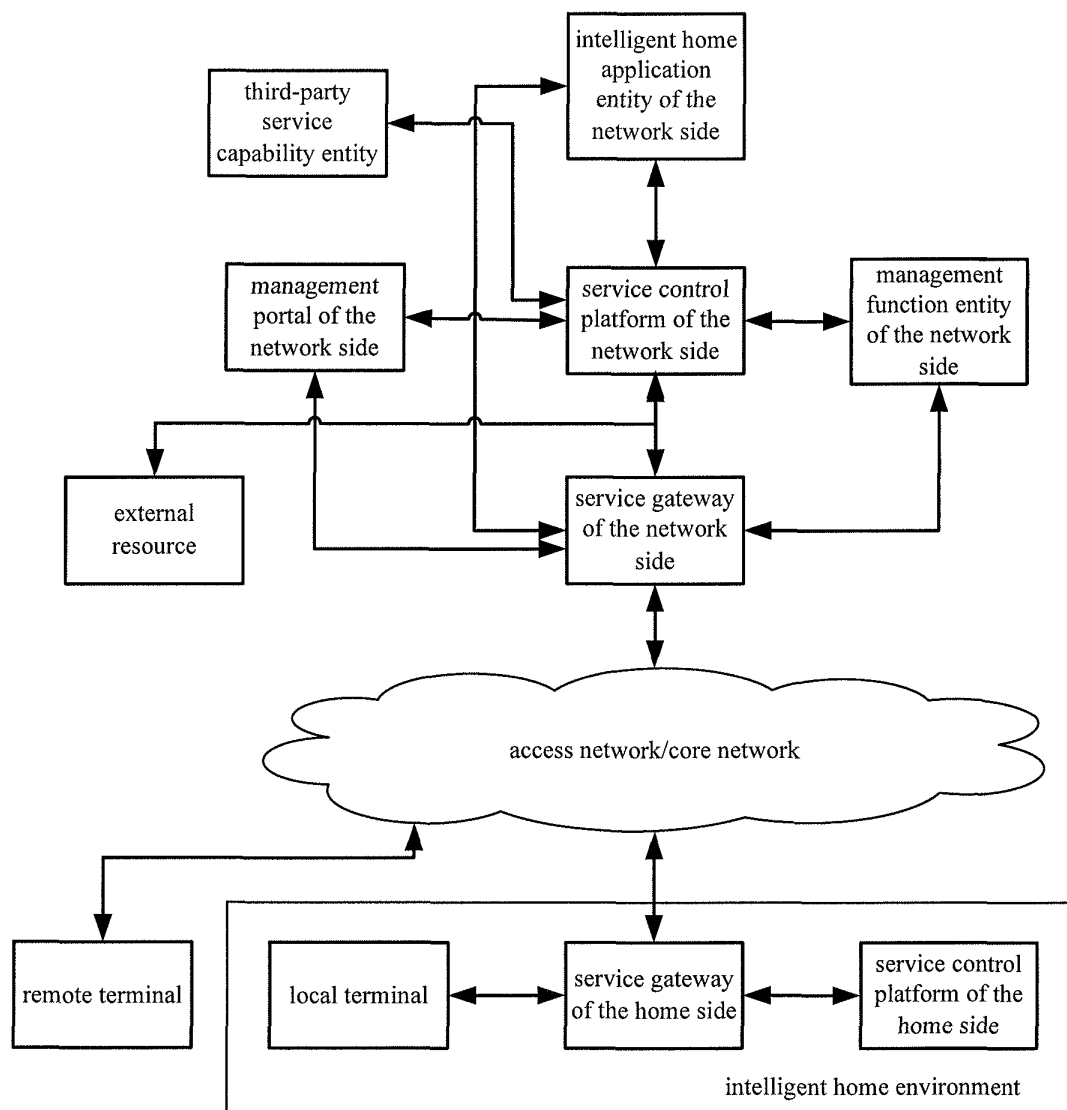 intelligent home
application
entity of the
network side
third-party
service
capability entity
management
portal of the
network side
service control
platform of the
network side
management
function entity
of the network
side
external
resource
service gateway
of the network
side
access network/core network
remote terminal
local terminal
service gateway
of the home side
service control
platform of the
home side
intelligent home environment